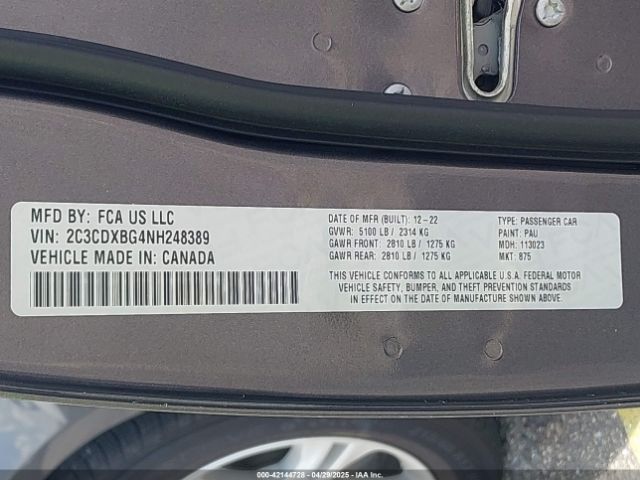 MFD BY: FCA US LLC
VIN: 2C3CDXBG4NH248389
VEHICLE MADE IN: CANADA
DATE OF MFR (BUILT): 12-22
GVWR: 5100 LB / 2314 KG
GAWR FRONT: 2810 LB / 1275 KG
GAWR REAR: 2810 LB / 1275 KG
TYPE: PASSENGER CAR
PAINT: PAU
MDH: 113023
MKT: 875
THIS VEHICLE CONFORMS TO ALL APPLICABLE U.S.A. FEDERAL MOTOR
VEHICLE SAFETY, BUMPER, AND THEFT PREVENTION STANDARDS
IN EFFECT ON THE DATE OF MANUFACTURE SHOWN ABOVE.
000-42144728 - 04/29/2025 - IAA Inc.